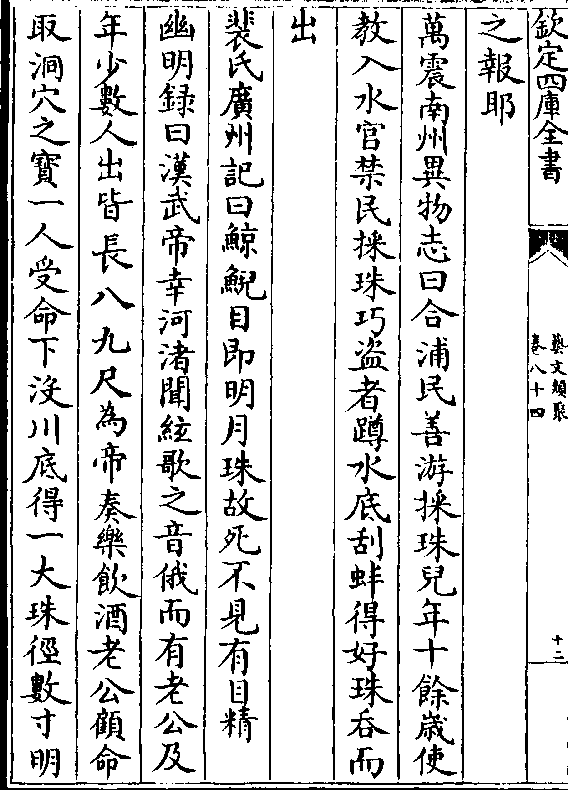 欽定四庫全書
藝文類聚
卷八十四
十二
之報耶
萬震南州異物志曰合浦民善游採珠兒年十餘歲使
教入水官禁民採珠巧盜者蹲水底刮蚌得好珠吞而
出
裴氏廣州記曰鯨鯢目即明月珠故死不見有目精
幽明録曰漢武帝幸河渚聞絃歌之音俄而有老公及
年少數人出皆長八九尺為帝奏樂飲酒老公顧命
取洞穴之寳一人受命下沒川底得一大珠徑數寸明